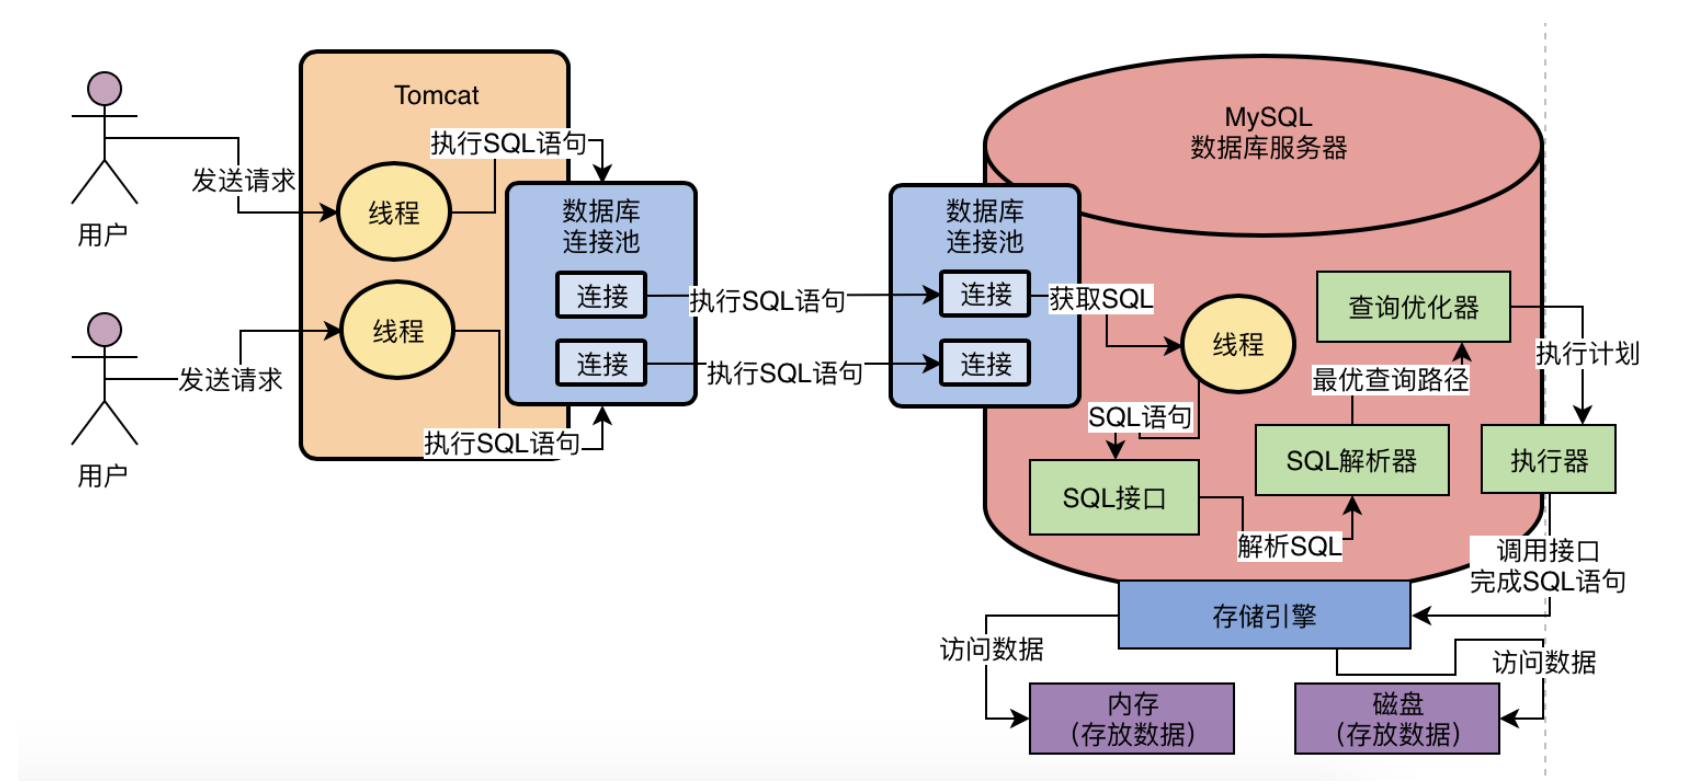 Tomcat
执行SQL语句
发送请求
线程
用户
数据库
连接池
连接
执行SQL语句
连接
执行SQL语句
线程
发送请求
执行SQL语句
用户
MySQL
数据库服务器
数据库
连接池
连接
连接
获取SQL
线程
SQL语句
SQL接口
解析SQL
SQL解析器
最优查询路径
查询优化器
执行计划
执行器
调用接口
完成SQL语句
存储引擎
访问数据
访问数据
内存
（存放数据）
磁盘
（存放数据）